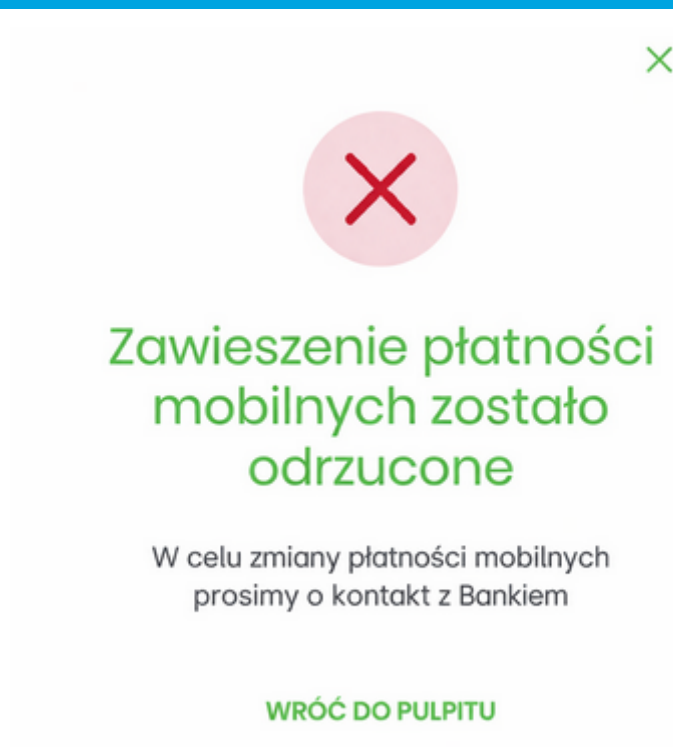 Zawieszenie płatności
mobilnych zostało
odrzucone
W celu zmiany płatności mobilnych
prosimy o kontakt z Bankiem
WRÓĆ DO PULPITU